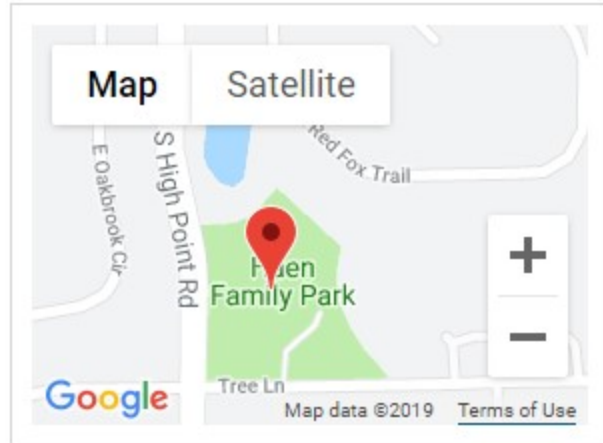 Map
Satellite
Red Fox Trail
E Oakbrook Cir
S High Point Rd
Family Park
Tree Ln
Google
Map data ©2019
Terms of Use
+
−